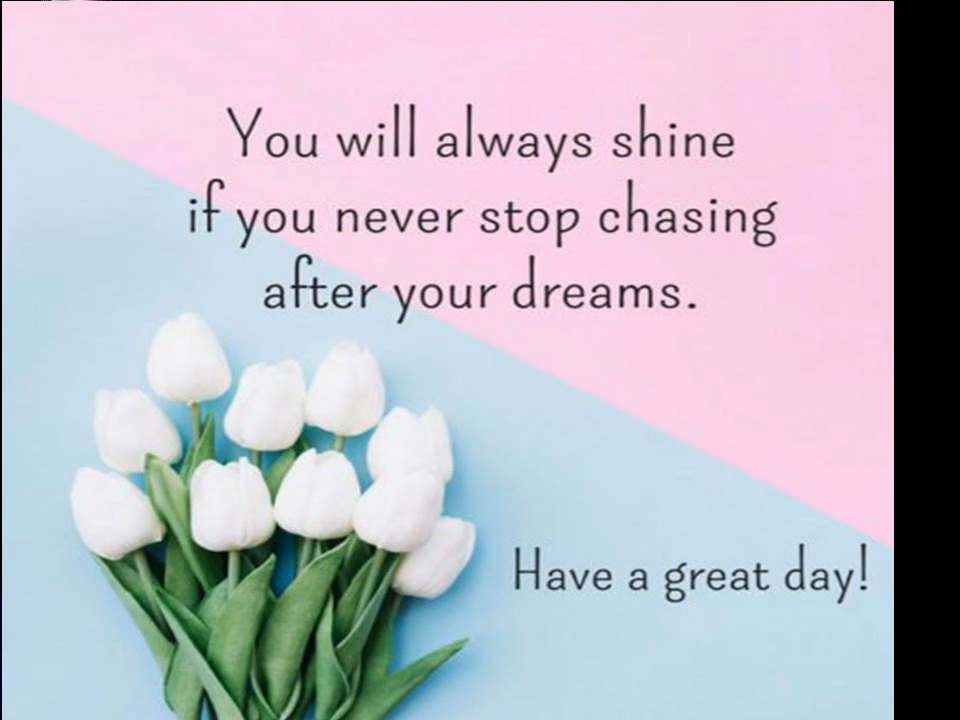 You will always shine
if you never stop chasing
after your dreams.
Have a great day!